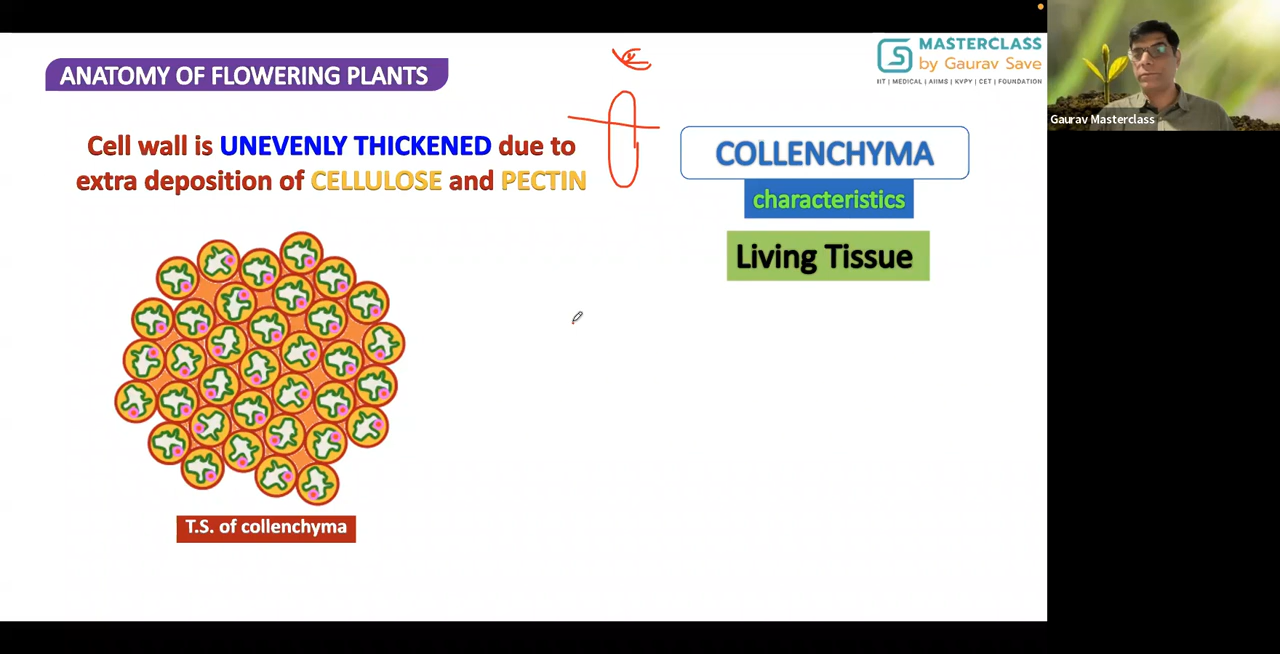 ANATOMY OF FLOWERING PLANTS
MASTERCLASS
by Gaurav Save
IIT | MEDICAL | AIIMS | KVPY | CET | FOUNDATION
Gaurav Masterclass
Cell wall is UNEVENLY THICKENED due to
extra deposition of CELLULOSE and PECTIN
COLLENCHYMA
characteristics
Living Tissue
T.S. of collenchyma